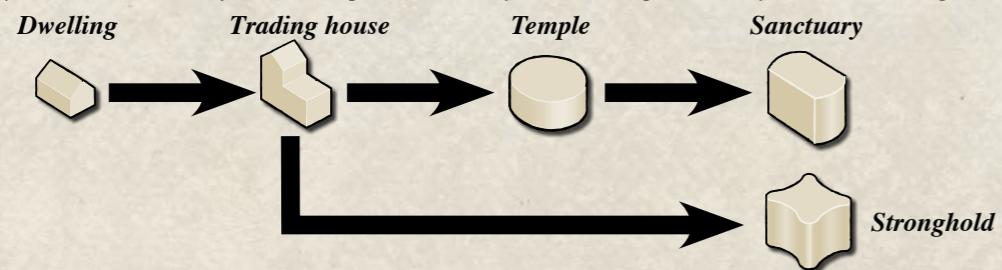 Dwelling
Trading house
Temple
Sanctuary
Stronghold